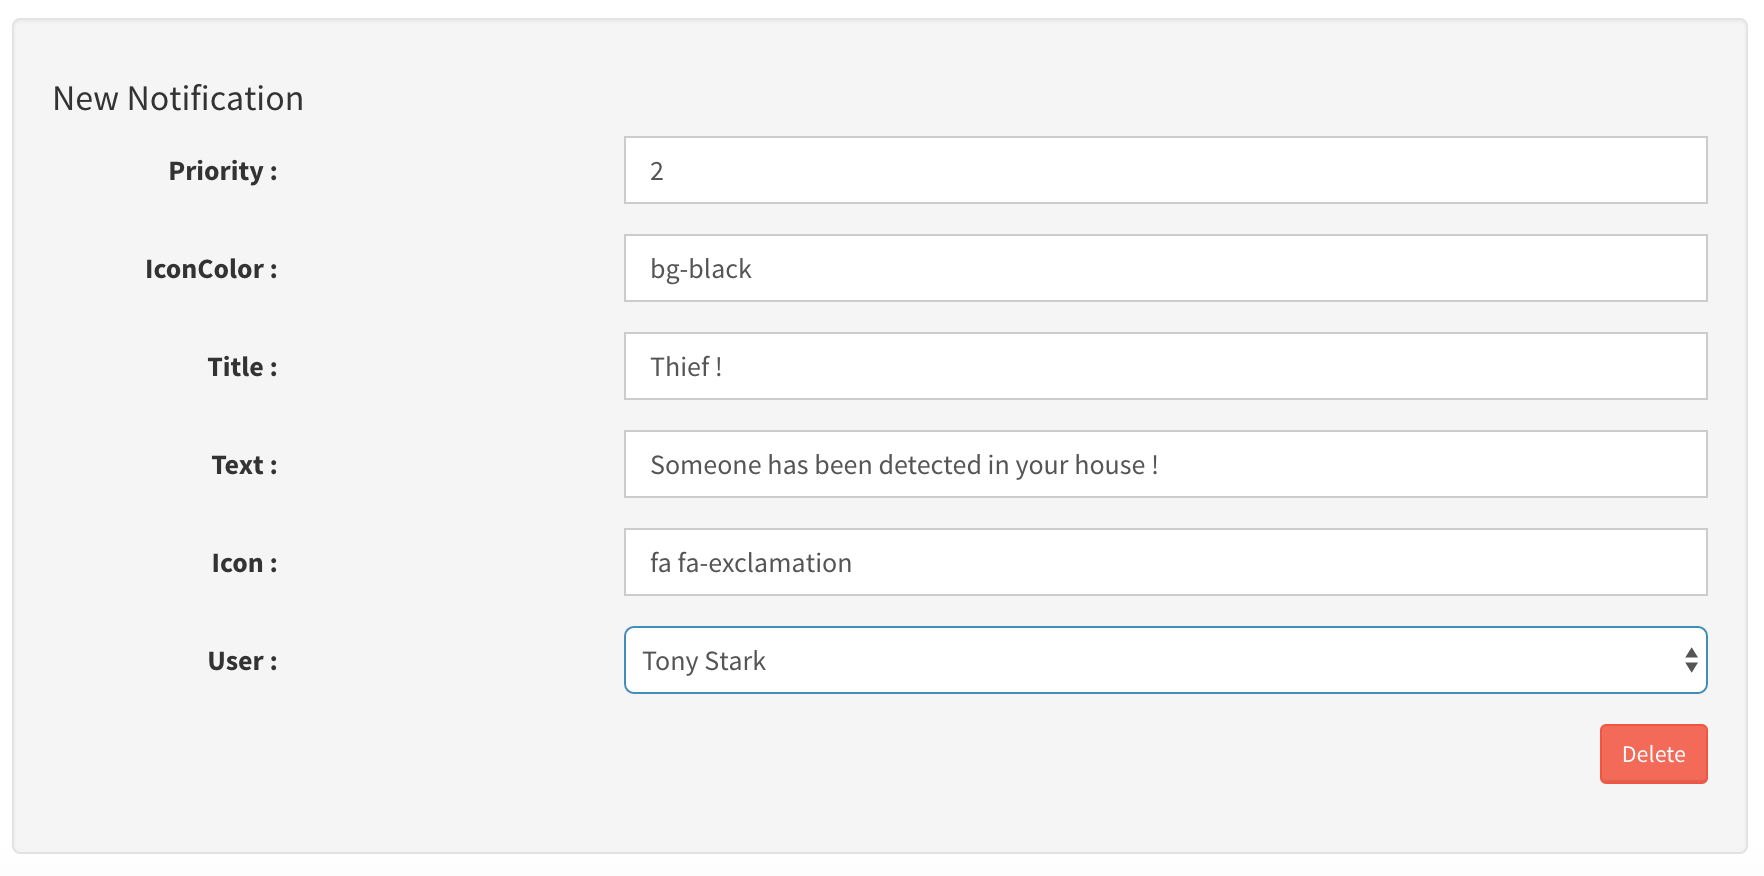 New Notification
Priority : 2
IconColor : bg-black
Title : Thief !
Text : Someone has been detected in your house !
Icon : fa fa-exclamation
User : Tony Stark
Delete